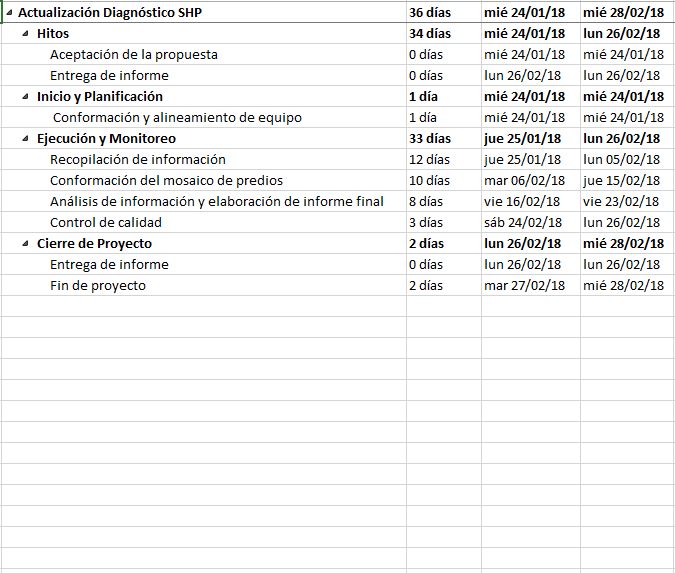 Actualización Diagnóstico SHP 36 días mié 24/01/18 mié 28/02/18
Hitos 34 días mié 24/01/18 lun 26/02/18
Aceptación de la propuesta 0 días mié 24/01/18 mié 24/01/18
Entrega de informe 0 días lun 26/02/18 lun 26/02/18
Inicio y Planificación 1 día mié 24/01/18 mié 24/01/18
Conformación y alineamiento de equipo 1 día mié 24/01/18 mié 24/01/18
Ejecución y Monitoreo 33 días jue 25/01/18 lun 26/02/18
Recopilación de información 12 días jue 25/01/18 lun 05/02/18
Conformación del mosaico de predios 10 días mar 06/02/18 jue 15/02/18
Análisis de información y elaboración de informe final 8 días vie 16/02/18 vie 23/02/18
Control de calidad 3 días sáb 24/02/18 lun 26/02/18
Cierre de Proyecto 2 días lun 26/02/18 mié 28/02/18
Entrega de informe 0 días lun 26/02/18 lun 26/02/18
Fin de proyecto 2 días mar 27/02/18 mié 28/02/18